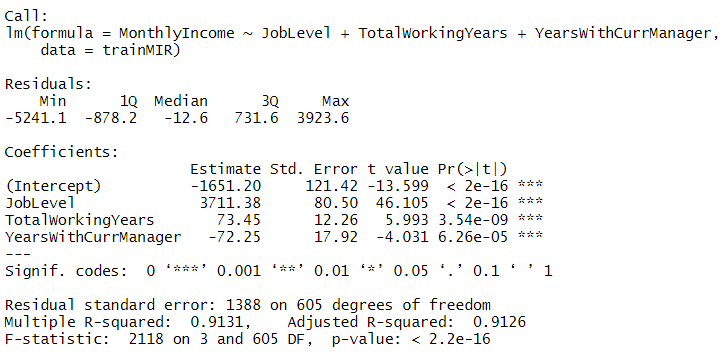 Call:
lm(formula = MonthlyIncome ~ JobLevel + TotalWorkingYears + YearsWithCurrManager,
    data = trainMIR)

Residuals:
    Min      1Q  Median      3Q     Max
-5241.1  -878.2   -12.6   731.6  3923.6

Coefficients:
                     Estimate Std. Error t value Pr(>|t|)
(Intercept)          -1651.20     121.42 -13.599  < 2e-16 ***
JobLevel              3711.38      80.50  46.105  < 2e-16 ***
TotalWorkingYears       73.45      12.26   5.993 3.54e-09 ***
YearsWithCurrManager   -72.25      17.92  -4.031 6.26e-05 ***
---
Signif. codes:  0 ‘***’ 0.001 ‘**’ 0.01 ‘*’ 0.05 ‘.’ 0.1 ‘ ’ 1

Residual standard error: 1388 on 605 degrees of freedom
Multiple R-squared:  0.9131,    Adjusted R-squared:  0.9126
F-statistic:  2118 on 3 and 605 DF,  p-value: < 2.2e-16